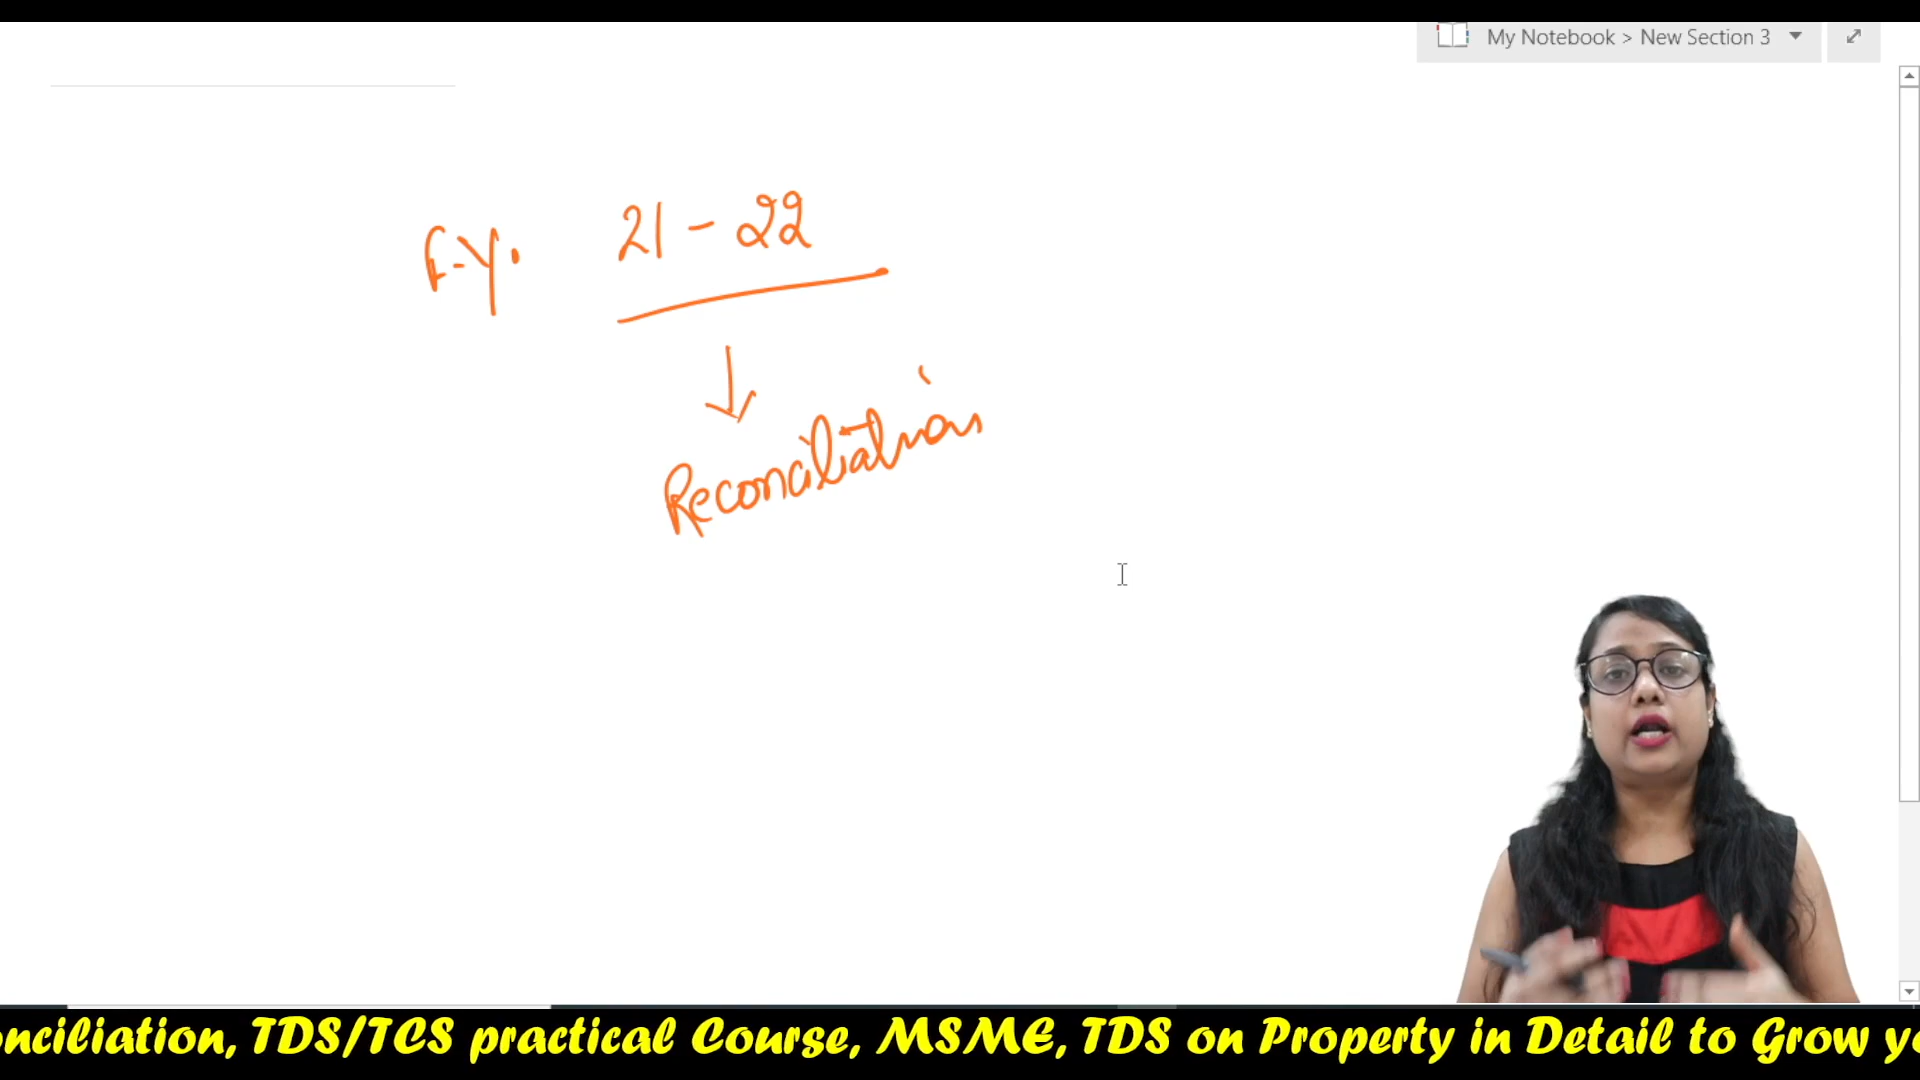 My Notebook > New Section 3
F.Y. 21 - 22
Reconciliation
onciliation, TDS/TCS practical Course, MSME, TDS on Property in Detail to Grow yo